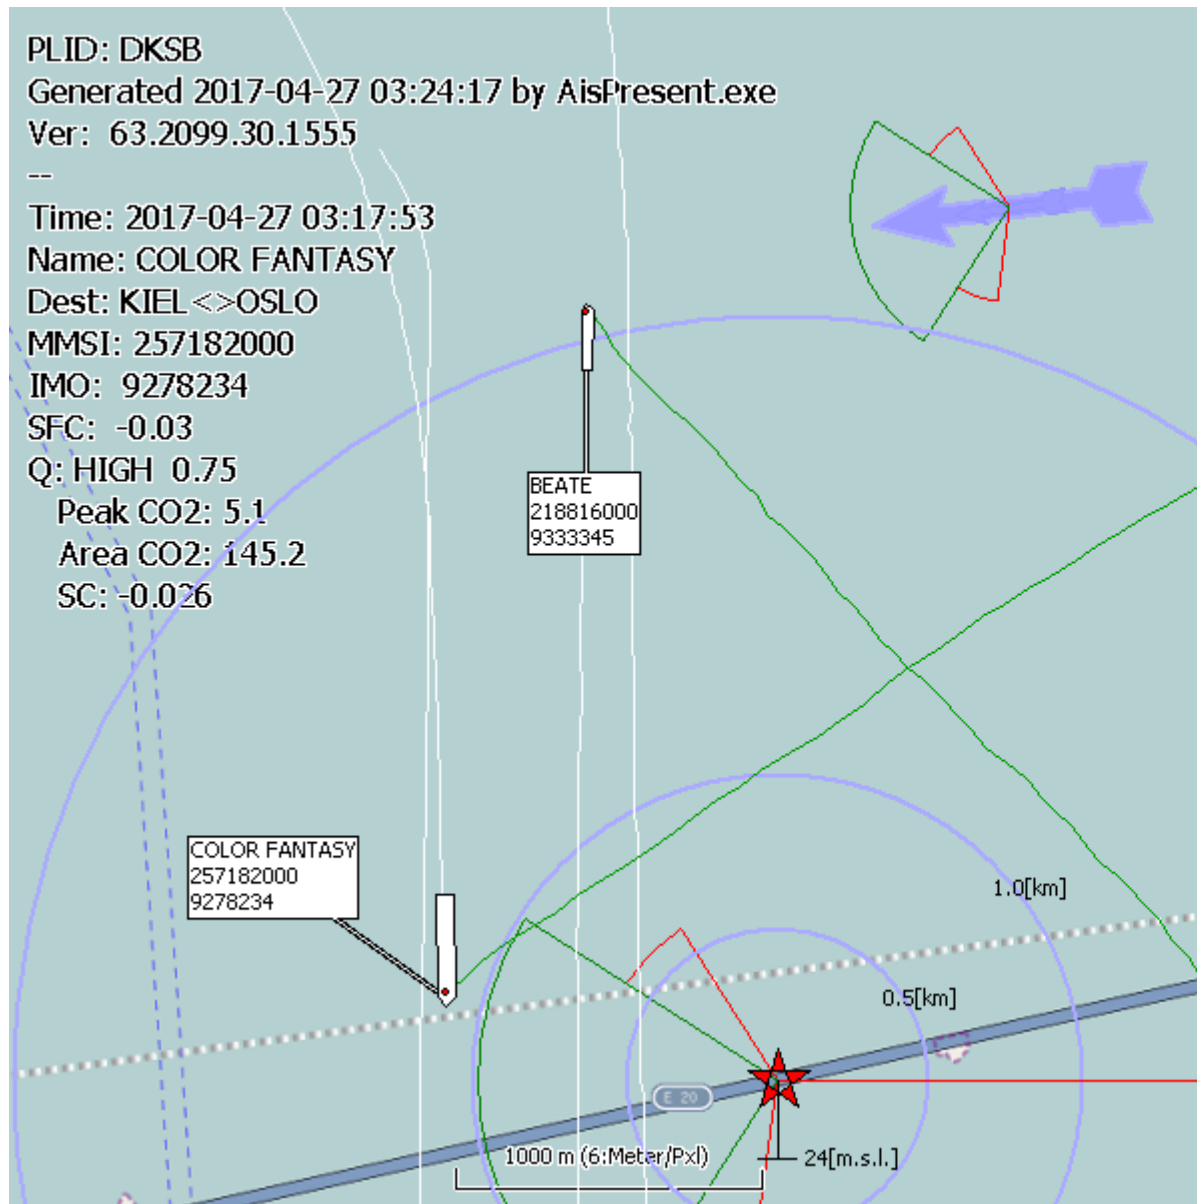 PLID: DKSB
Generated 2017-04-27 03:24:17 by AisPresent.exe
Ver: 63.2099.30.1555
--
Time: 2017-04-27 03:17:53
Name: COLOR FANTASY
Dest: KIEL<>OSLO
MMSI: 257182000
IMO: 9278234
SFC: -0.03
Q: HIGH 0.75
Peak CO2: 5.1
Area CO2: 145.2
SC: -0.026
BEATE
218816000
9333345
COLOR FANTASY
257182000
9278234
1.0[km]
0.5[km]
E 20
1000 m (6:Meter/Pxl)
24[m.s.l.]